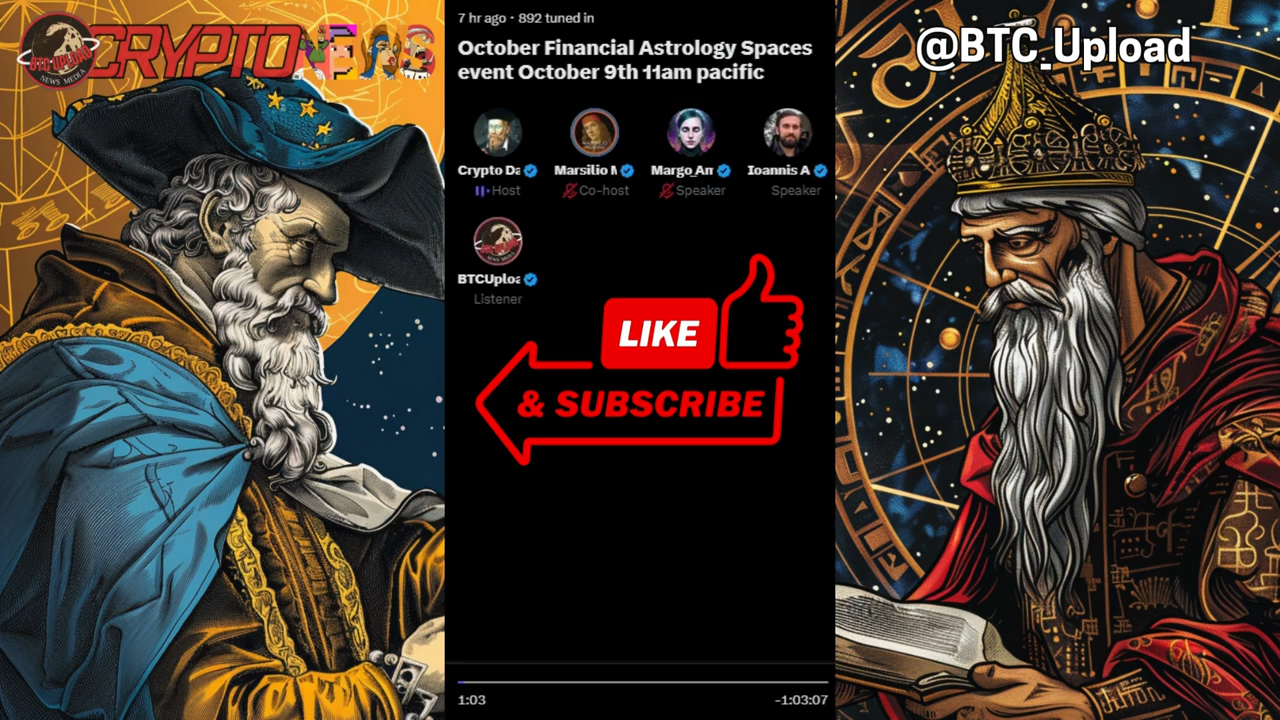 BTC-UPLOAD
NEWS MEDIA
CRYPTO NEWS
@BTC_Upload
7 hr ago · 892 tuned in
October Financial Astrology Spaces
event October 9th 11am pacific
Crypto Da
Marsilio
Margo
Ioannis A
Host
Co-host
Speaker
Speaker
BTCUploa
Listener
LIKE
& SUBSCRIBE
1:03
-1:03:07